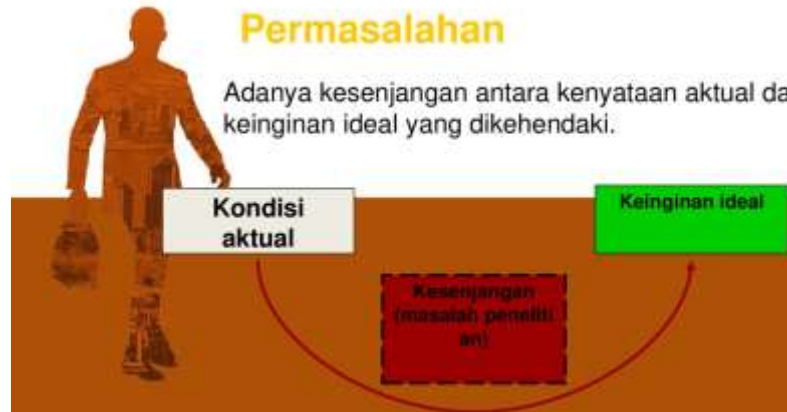 Permasalahan
Adanya kesenjangan antara kenyataan aktual da
keinginan ideal yang dikehendaki.
Kondisi
aktual
Keinginan ideal
Kesenjangan
(masalah peneliti
an)